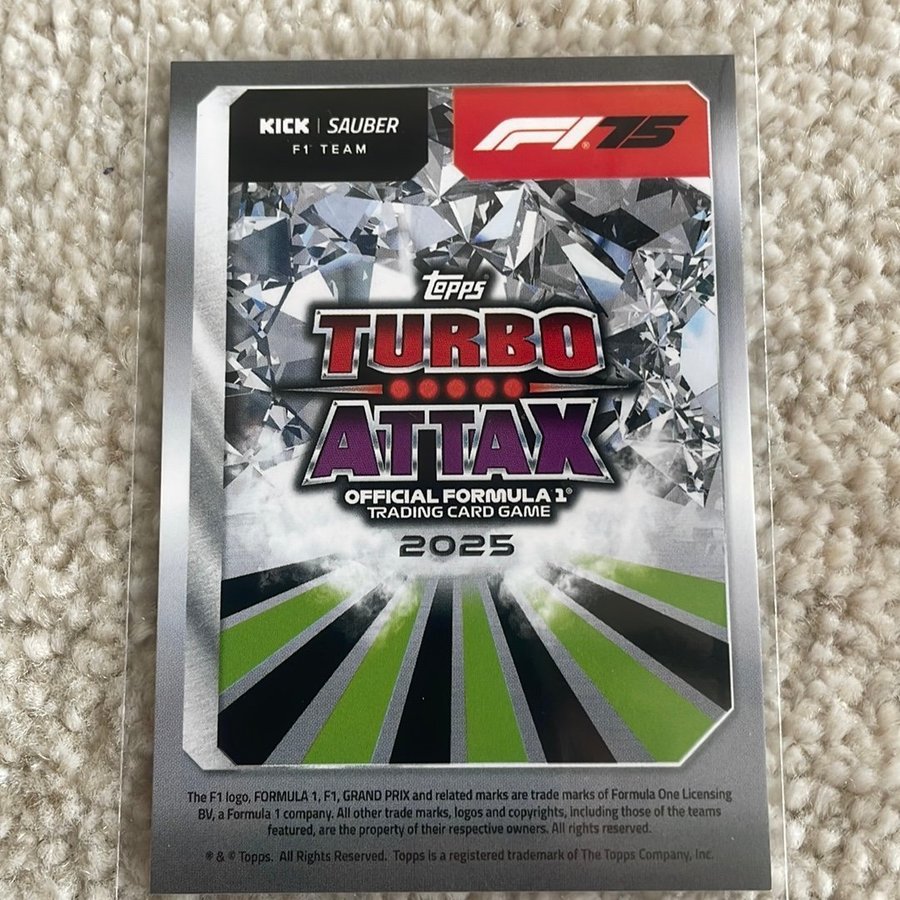 KICK | SAUBER
F1 TEAM
F1 75
topps
TURBO
ATTAX
OFFICIAL FORMULA 1®
TRADING CARD GAME
2025
The F1 logo, FORMULA 1, F1, GRAND PRIX and related marks are trade marks of Formula One Licensing
BV, a Formula 1 company. All other trade marks, logos and copyrights, including those of the teams
featured, are the property of their respective owners. All rights reserved.
® & © Topps. All Rights Reserved. Topps is a registered trademark of The Topps Company, Inc.